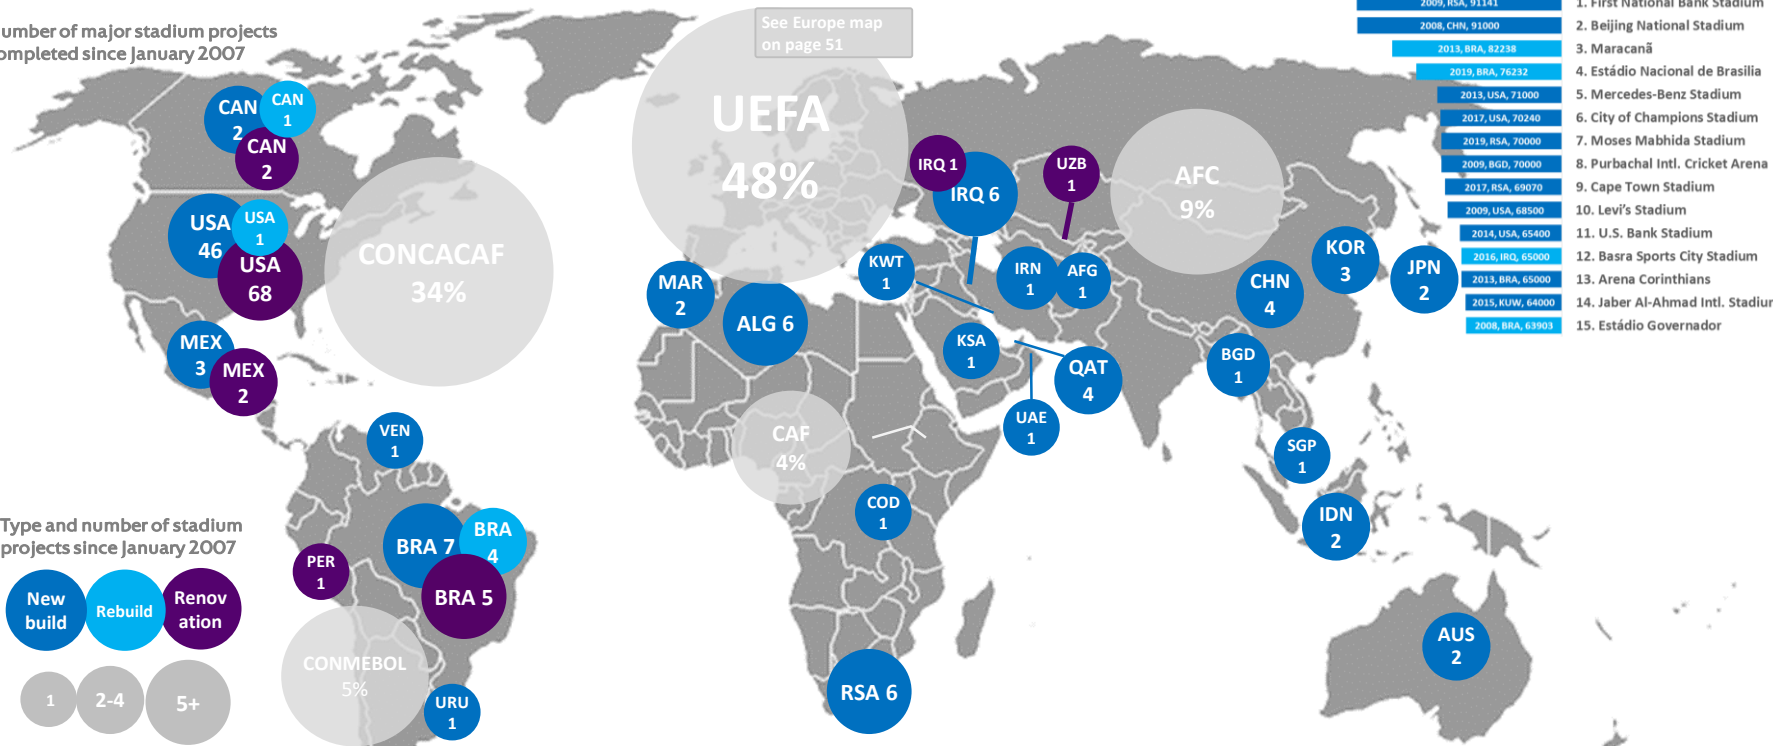 umber of major stadium projects
ompleted since January 2007
See Europe map
on page 51
UEFA
48%
CONCACAF
34%
AFC
9%
CAF
4%
CONMEBOL
5%
CAN
2
CAN
1
CAN
2
USA
46
USA
1
USA
68
MEX
3
MEX
2
VEN
1
BRA 7
BRA
4
BRA 5
PER
1
URU
1
MAR
2
ALG 6
COD
1
RSA 6
IRQ 1
IRQ 6
UZB
1
KWT
1
IRN
1
AFG
1
KSA
1
QAT
4
UAE
1
BGD
1
CHN
4
KOR
3
JPN
2
SGP
1
IDN
2
AUS
2
Type and number of stadium
projects since January 2007
New
build
Rebuild
Renov
ation
1
2-4
5+
2009, RSA, 91141 1. First National Bank Stadium
2008, CHN, 91000 2. Beijing National Stadium
2013, BRA, 82238 3. Maracanã
2019, BRA, 76232 4. Estádio Nacional de Brasilia
2013, USA, 71000 5. Mercedes-Benz Stadium
2017, USA, 70240 6. City of Champions Stadium
2019, RSA, 70000 7. Moses Mabhida Stadium
2009, BGD, 70000 8. Purbachal Intl. Cricket Arena
2017, RSA, 69070 9. Cape Town Stadium
2009, USA, 68500 10. Levi's Stadium
2014, USA, 65400 11. U.S. Bank Stadium
2016, IRQ, 65000 12. Basra Sports City Stadium
2013, BRA, 65000 13. Arena Corinthians
2015, KUW, 64000 14. Jaber Al-Ahmad Intl. Stadium
2008, BRA, 63903 15. Estádio Governador